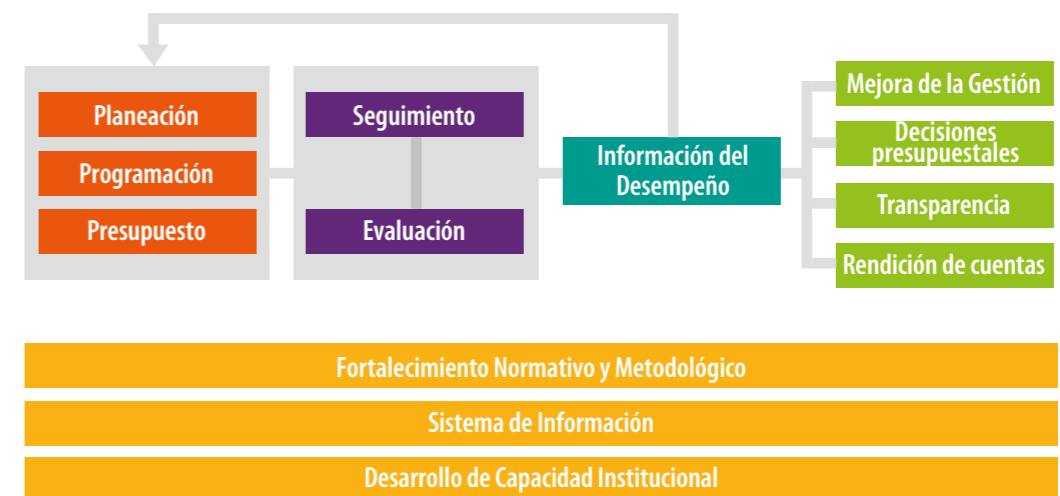 Planeación
Programación
Presupuesto
Seguimiento
Evaluación
Información del
Desempeño
Mejora de la Gestión
Decisiones
presupuestales
Transparencia
Rendición de cuentas
Fortalecimiento Normativo y Metodológico
Sistema de Información
Desarrollo de Capacidad Institucional